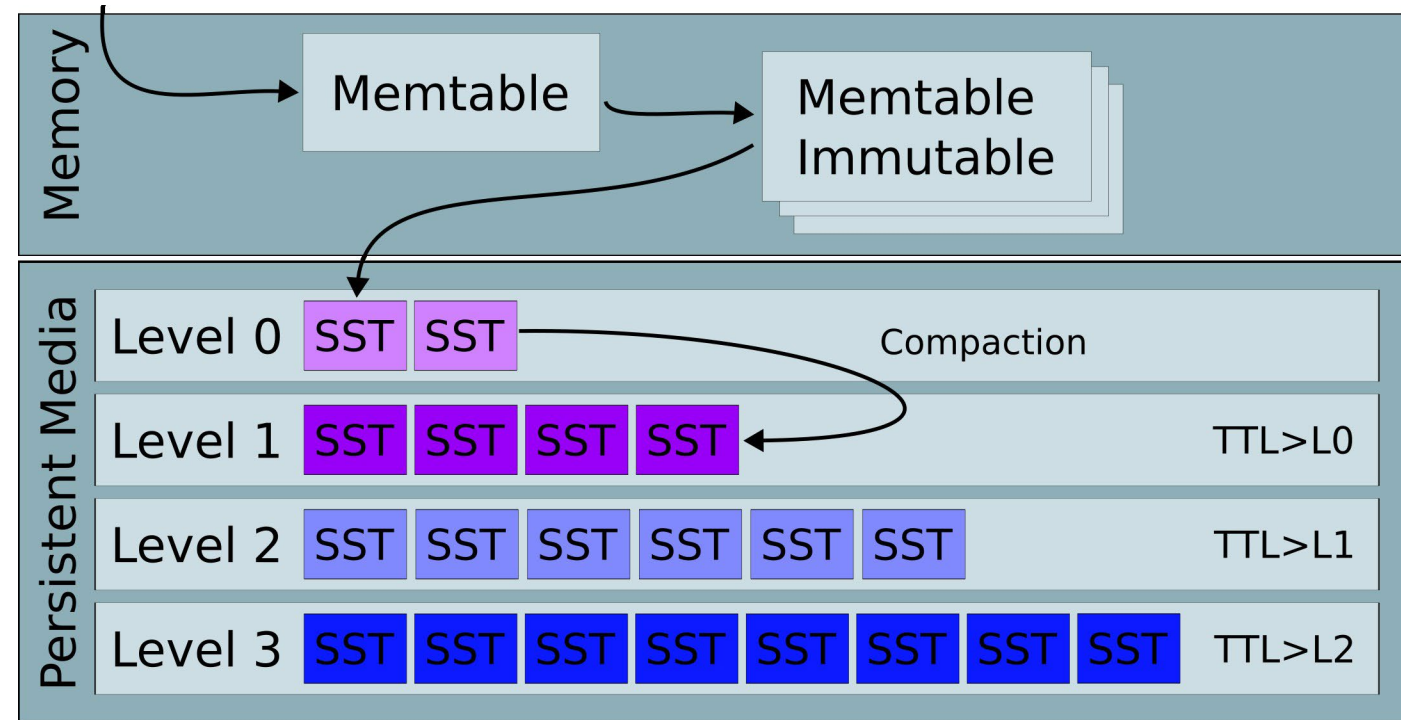 Memory
Memtable
Memtable
Immutable
Persistent Media
Level 0 SST SST
Compaction
Level 1 SST SST SST SST TTL>L0
Level 2 SST SST SST SST SST SST TTL>L1
Level 3 SST SST SST SST SST SST SST SST TTL>L2